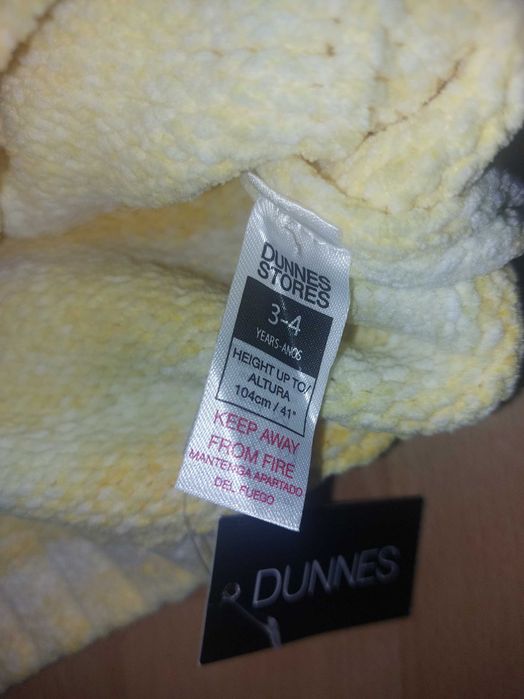 DUNNES
STORES
3-4
YEARS-AÑOS
HEIGHT UP TO/
ALTURA
104cm / 41"
KEEP AWAY
FROM FIRE
MANTENGA APARTADO
DEL FUEGO
DUNNES